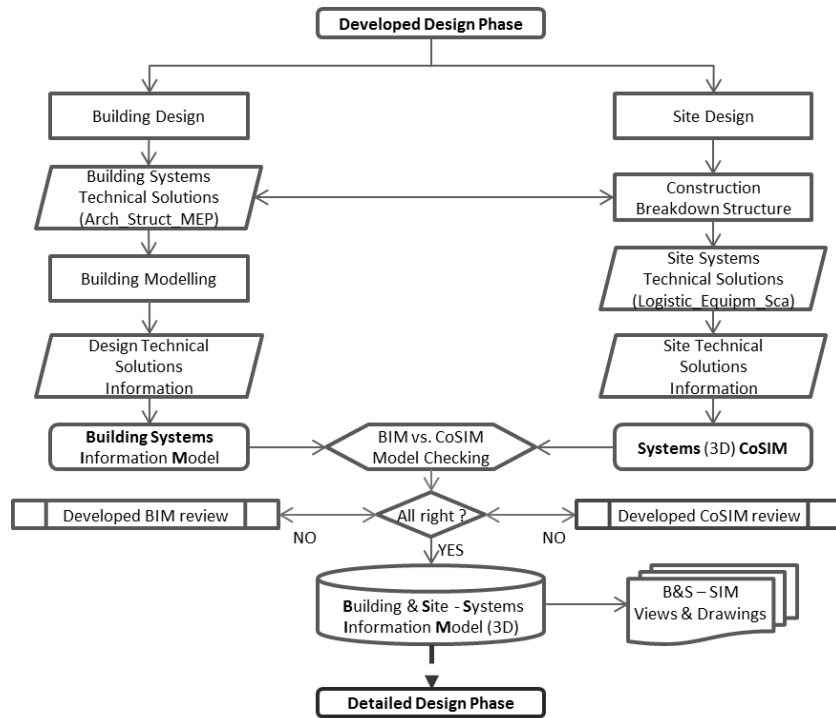 Developed Design Phase
Building Design
Site Design
Building Systems
Technical Solutions
(Arch_Struct_MEP)
Construction
Breakdown Structure
Building Modelling
Site Systems
Technical Solutions
(Logistic_Equipm_Sca)
Design Technical
Solutions
Information
Site Technical
Solutions
Information
Building Systems
Information Model
BIM vs. CoSIM
Model Checking
Systems (3D) CoSIM
Developed BIM review
All right ?
Developed CoSIM review
NO
NO
YES
Building & Site - Systems
Information Model (3D)
B&S – SIM
Views & Drawings
Detailed Design Phase